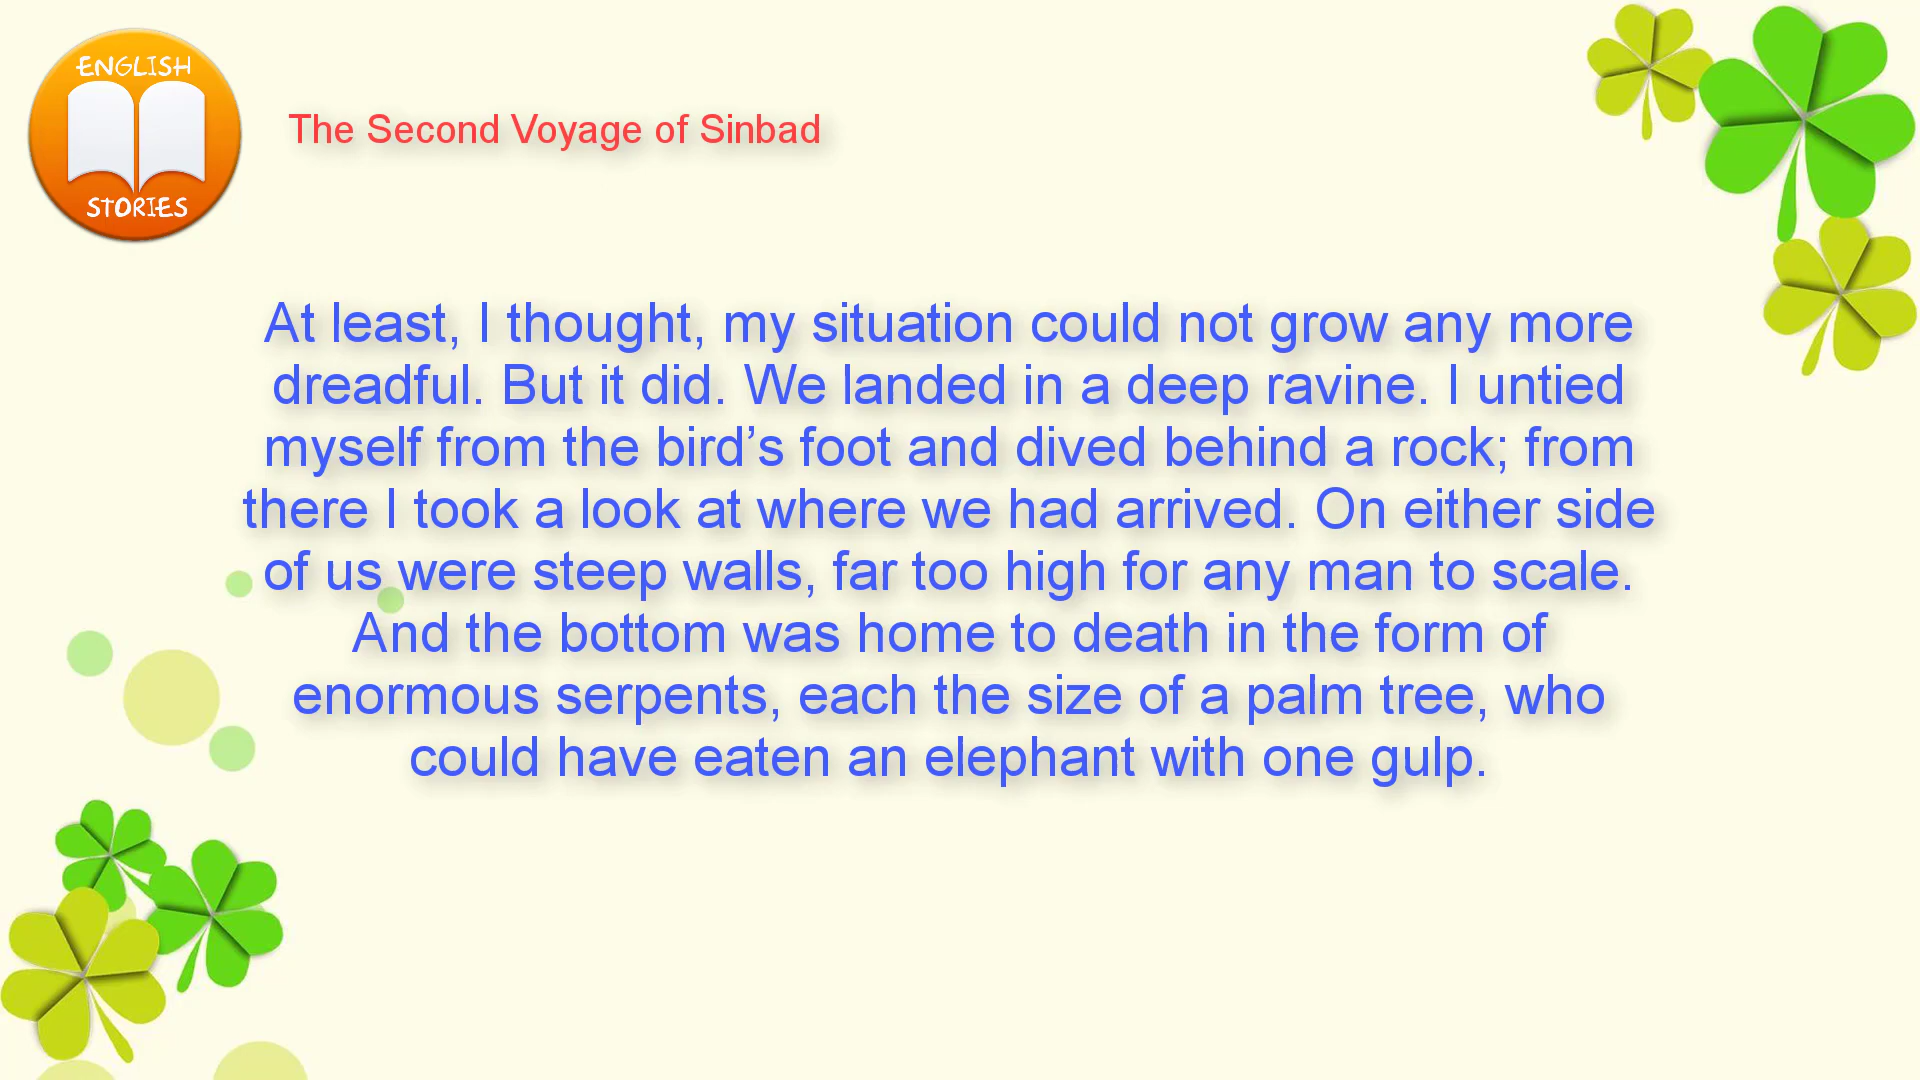 ENGLISH
STORIES
The Second Voyage of Sinbad
At least, I thought, my situation could not grow any more
dreadful. But it did. We landed in a deep ravine. I untied
myself from the bird’s foot and dived behind a rock; from
there I took a look at where we had arrived. On either side
of us were steep walls, far too high for any man to scale.
And the bottom was home to death in the form of
enormous serpents, each the size of a palm tree, who
could have eaten an elephant with one gulp.